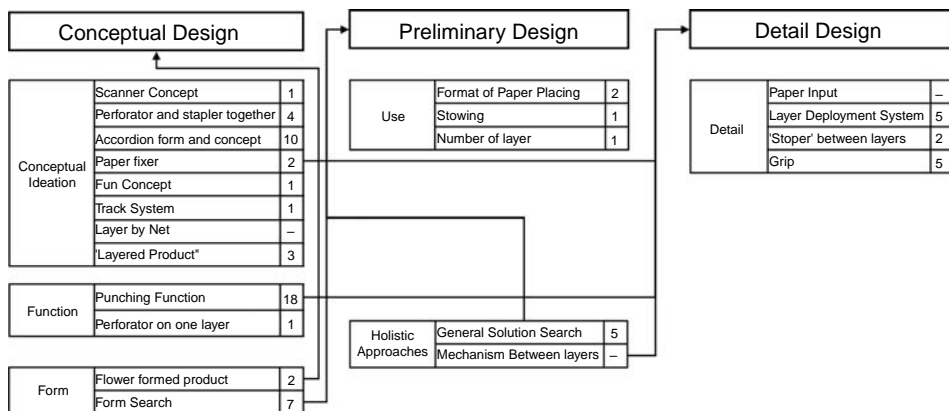 Conceptual Design
Preliminary Design
Detail Design
Conceptual Ideation
Scanner Concept 1
Perforator and stapler together 4
Accordion form and concept 10
Paper fixer 2
Fun Concept 1
Track System 1
Layer by Net –
'Layered Product" 3
Function
Punching Function 18
Perforator on one layer 1
Form
Flower formed product 2
Form Search 7
Use
Format of Paper Placing 2
Stowing 1
Number of layer 1
Holistic Approaches
General Solution Search 5
Mechanism Between layers –
Detail
Paper Input –
Layer Deployment System 5
'Stoper' between layers 2
Grip 5